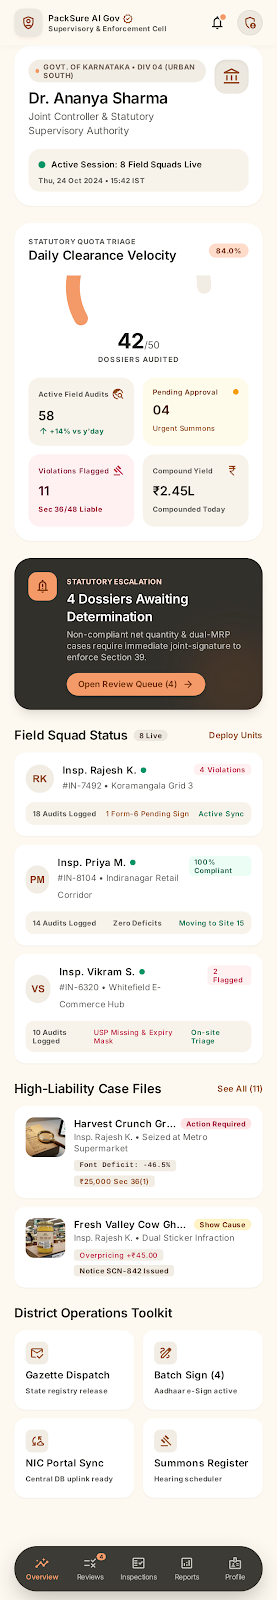 PackSure AI Gov
Supervisory & Enforcement Cell
GOVT. OF KARNATAKA • DIV 04 (URBAN
SOUTH)
Dr. Ananya Sharma
Joint Controller & Statutory
Supervisory Authority
Active Session: 8 Field Squads Live
Thu, 24 Oct 2024 • 15:42 IST
STATUTORY QUOTA TRIAGE
Daily Clearance Velocity
84.0%
42/50
DOSSIERS AUDITED
Active Field Audits
58
↑ +14% vs y'day
Pending Approval
04
Urgent Summons
Violations Flagged
11
Sec 36/48 Liable
Compound Yield
₹
₹2.45L
Compounded Today
STATUTORY ESCALATION
4 Dossiers Awaiting
Determination
Non-compliant net quantity & dual-MRP
cases require immediate joint-signature to
enforce Section 39.
Open Review Queue (4) →
Field Squad Status
8 Live
Deploy Units
RK
Insp. Rajesh K.
4 Violations
#IN-7492 • Koramangala Grid 3
18 Audits Logged
1 Form-6 Pending Sign
Active Sync
PM
Insp. Priya M.
100%
Compliant
#IN-8104 • Indiranagar Retail
Corridor
14 Audits Logged
Zero Deficits
Moving to Site 15
VS
Insp. Vikram S.
2
Flagged
#IN-6320 • Whitefield E-
Commerce Hub
10 Audits
Logged
USP Missing & Expiry
Mask
On-site
Triage
High-Liability Case Files
See All (11)
Harvest Crunch Gr...
Action Required
Insp. Rajesh K. • Seized at Metro
Supermarket
Font Deficit: -46.5%
₹25,000 Sec 36(1)
Fresh Valley Cow Gh...
Show Cause
Insp. Rajesh K. • Dual Sticker Infraction
Overpricing +₹45.00
Notice SCN-842 Issued
District Operations Toolkit
Gazette Dispatch
State registry release
Batch Sign (4)
Aadhaar e-Sign active
NIC Portal Sync
Central DB uplink ready
Summons Register
Hearing scheduler
4
Overview
Reviews
Inspections
Reports
Profile